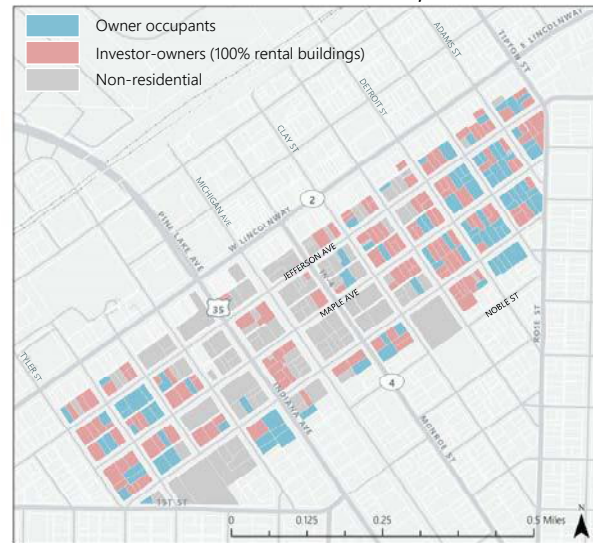 Owner occupants
Investor-owners (100% rental buildings)
Non-residential
ADAMS ST
TIPTON ST
E LINCOLNWAY
DETROIT ST
CLAY ST
MICHIGAN AVE
2
W LINCOLNWAY
PINE LAKE AVE
JEFFERSON AVE
35
MAPLE AVE
NOBLE ST
ROSE ST
TYLER ST
4
INDIANA AVE
MONROE ST
1ST ST
N
0 0.125 0.25 0.5 Miles